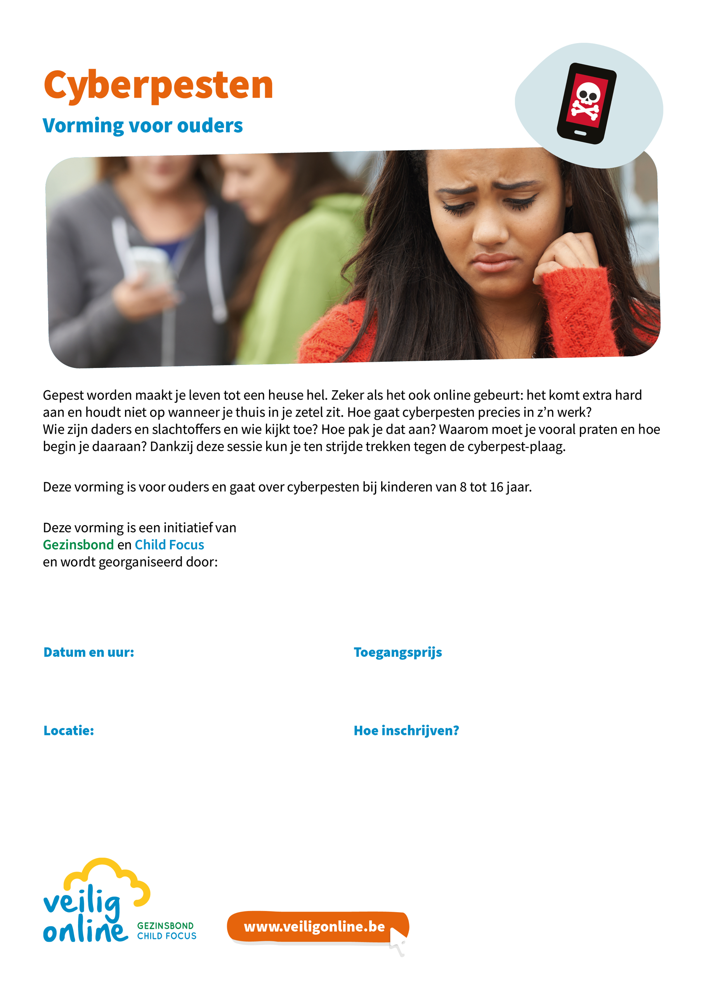 Cyberpesten
Vorming voor ouders
Gepest worden maakt je leven tot een heuse hel. Zeker als het ook online gebeurt: het komt extra hard
aan en houdt niet op wanneer je thuis in je zetel zit. Hoe gaat cyberpesten precies in z’n werk?
Wie zijn daders en slachtoffers en wie kijkt toe? Hoe pak je dat aan? Waarom moet je vooral praten en hoe
begin je daaraan? Dankzij deze sessie kun je ten strijde trekken tegen de cyberpest-plaag.
Deze vorming is voor ouders en gaat over cyberpesten bij kinderen van 8 tot 16 jaar.
Deze vorming is een initiatief van
Gezinsbond en Child Focus
en wordt georganiseerd door:
Datum en uur:
Toegangsprijs
Locatie:
Hoe inschrijven?
veilig
online
GEZINSBOND
CHILD FOCUS
www.veiligonline.be